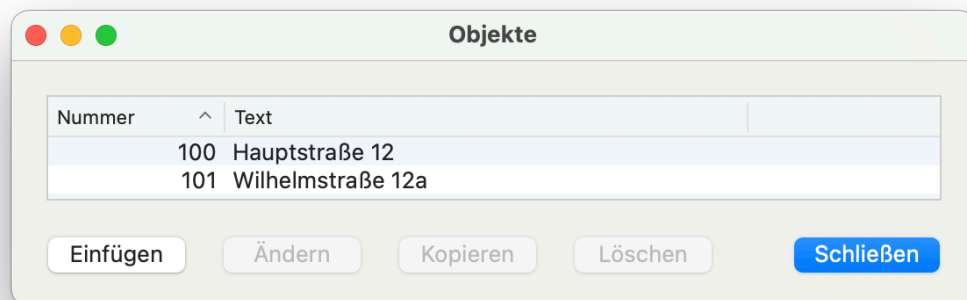 Objekte
Nummer Text
100 Hauptstraße 12
101 Wilhelmstraße 12a
Einfügen Ändern Kopieren Löschen Schließen